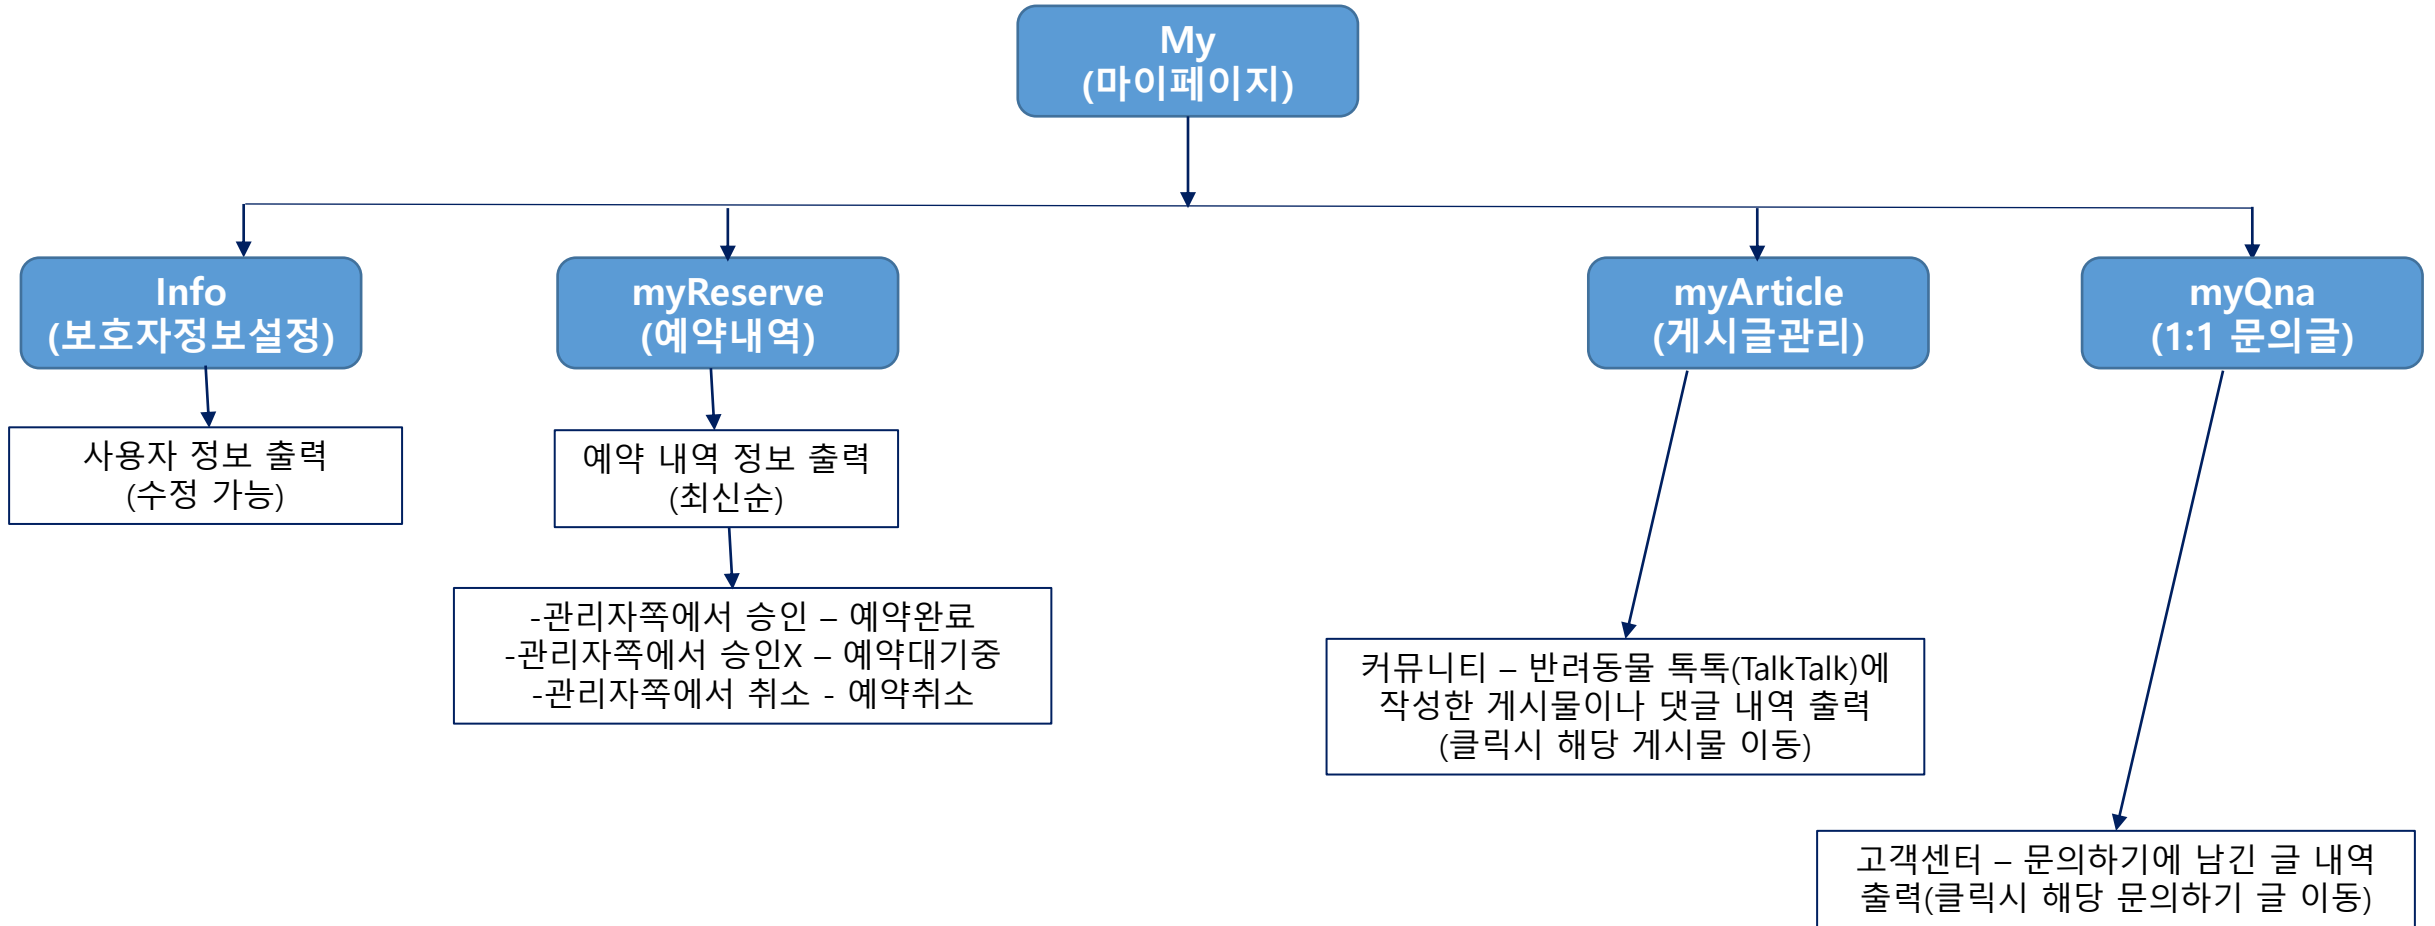 My
(마이페이지)
Info
(보호자정보설정)
myReserve
(예약내역)
myArticle
(게시글관리)
myQna
(1:1 문의글)
사용자 정보 출력
(수정 가능)
예약 내역 정보 출력
(최신순)
-관리자쪽에서 승인 – 예약완료
-관리자쪽에서 승인X – 예약대기중
-관리자쪽에서 취소 - 예약취소
커뮤니티 – 반려동물 톡톡(TalkTalk)에
작성한 게시물이나 댓글 내역 출력
(클릭시 해당 게시물 이동)
고객센터 – 문의하기에 남긴 글 내역
출력(클릭시 해당 문의하기 글 이동)